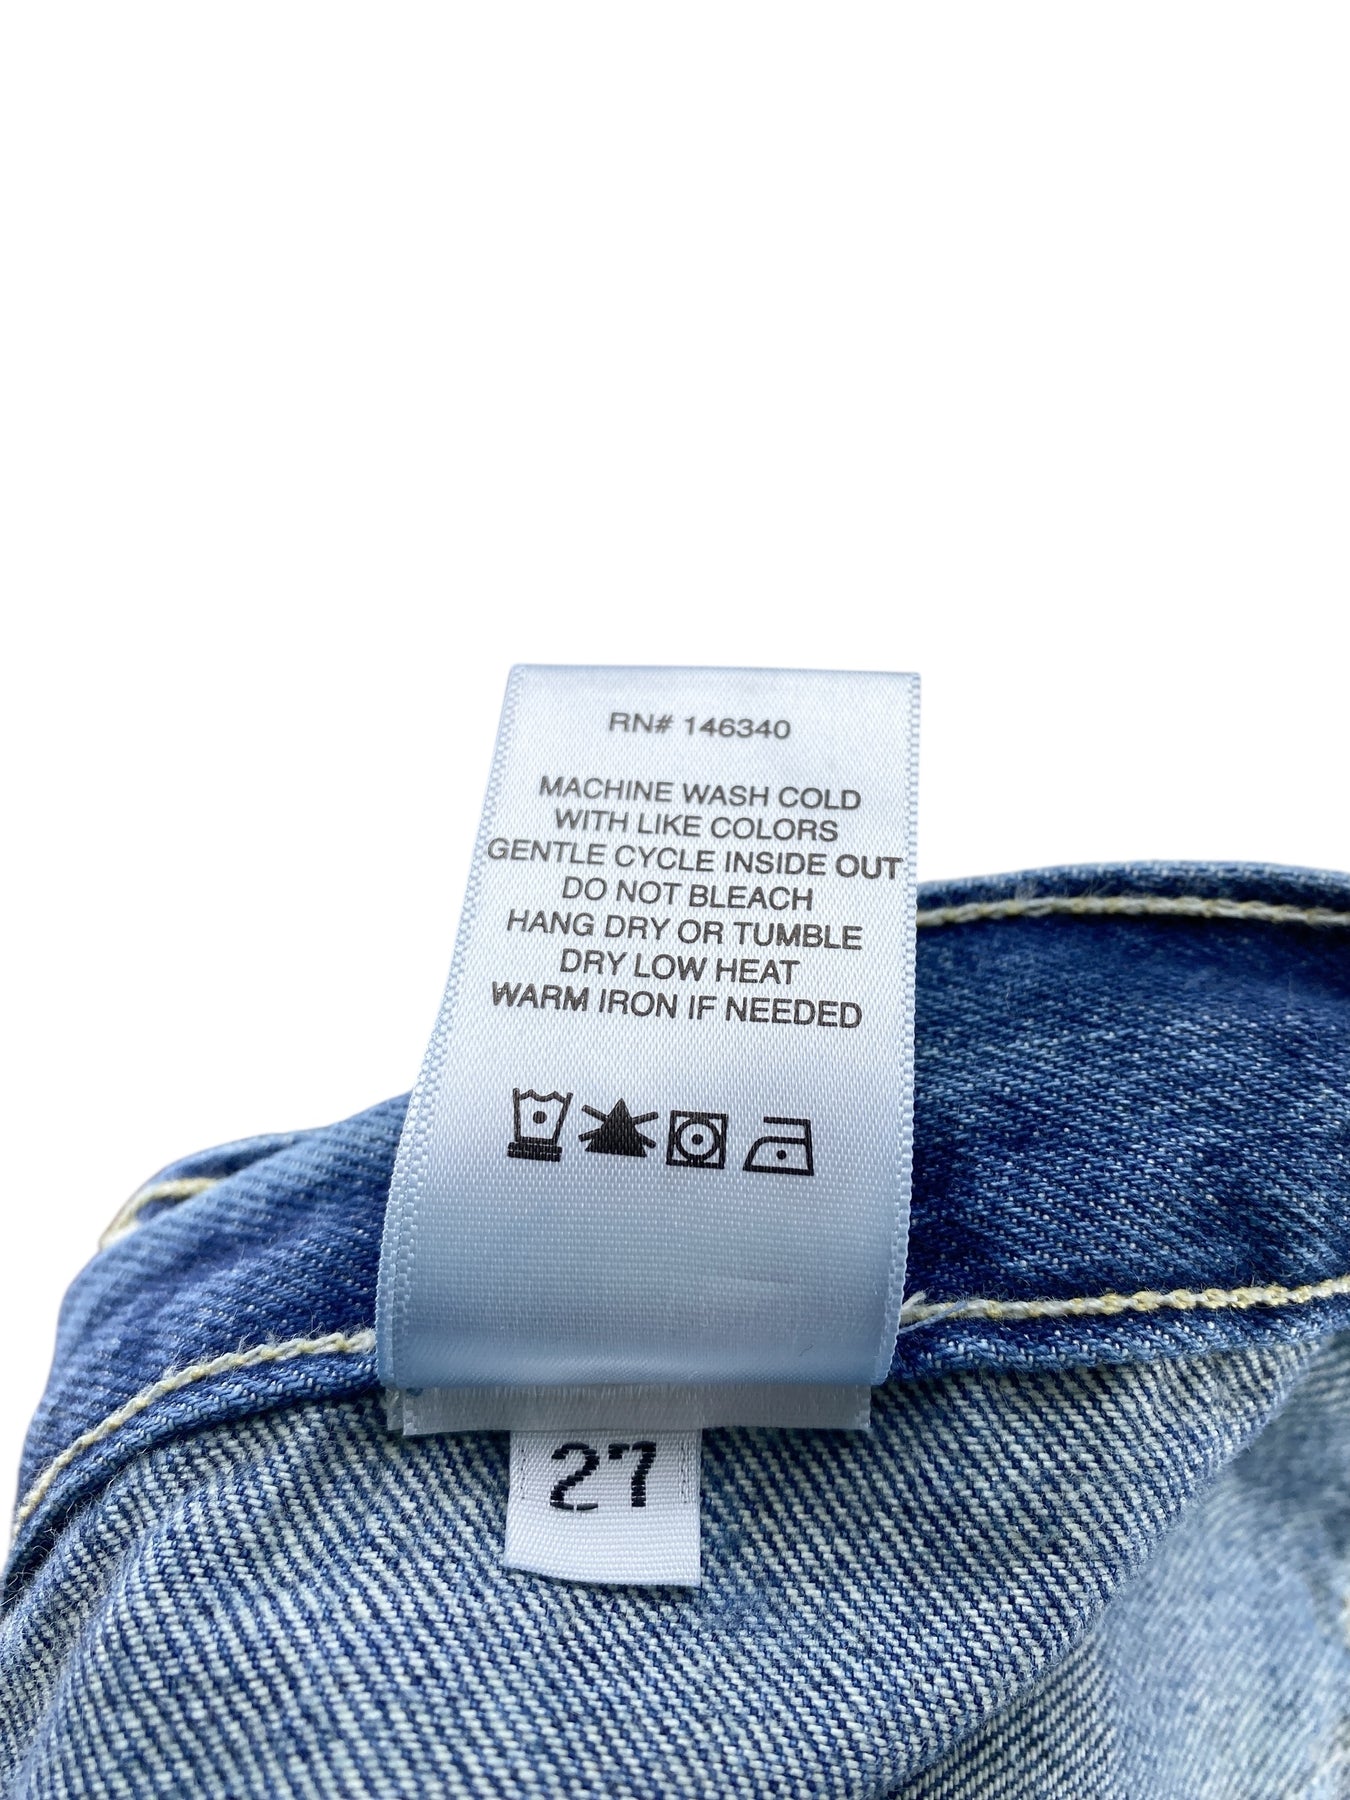 RN# 146340
MACHINE WASH COLD
WITH LIKE COLORS
GENTLE CYCLE INSIDE OUT
DO NOT BLEACH
HANG DRY OR TUMBLE
DRY LOW HEAT
WARM IRON IF NEEDED
27